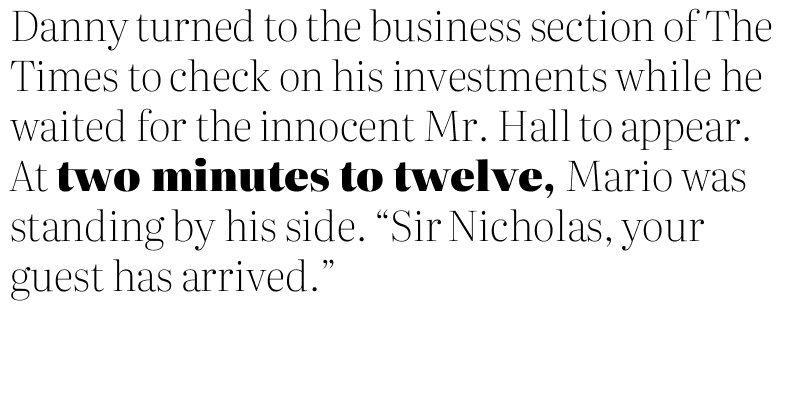 Danny turned to the business section of The
Times to check on his investments while he
waited for the innocent Mr. Hall to appear.
At two minutes to twelve, Mario was
standing by his side. “Sir Nicholas, your
guest has arrived.”